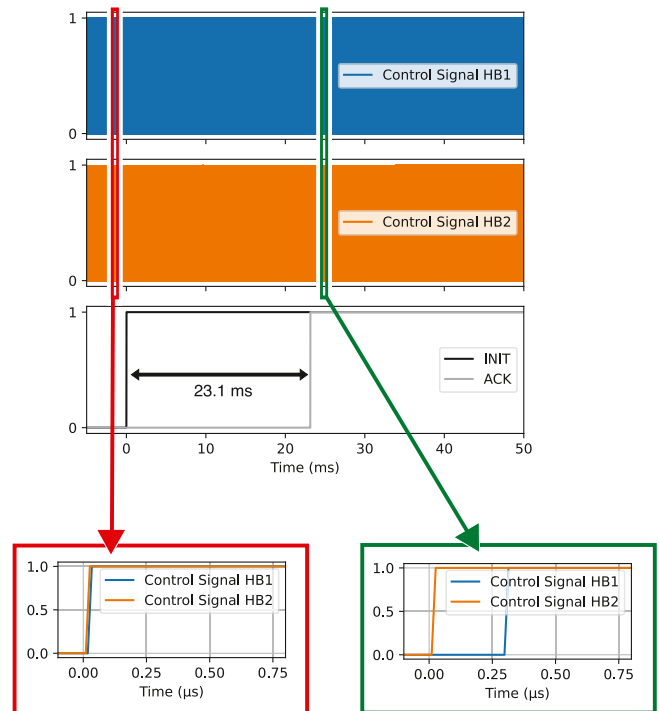 1
Control Signal HB1
0
1
Control Signal HB2
0
1
INIT
ACK
23.1 ms
0
0 10 20 30 40 50
Time (ms)
1.0
Control Signal HB1
Control Signal HB2
0.5
0.0
0.00 0.25 0.50 0.75
Time (µs)
1.0
Control Signal HB1
Control Signal HB2
0.5
0.0
0.00 0.25 0.50 0.75
Time (µs)